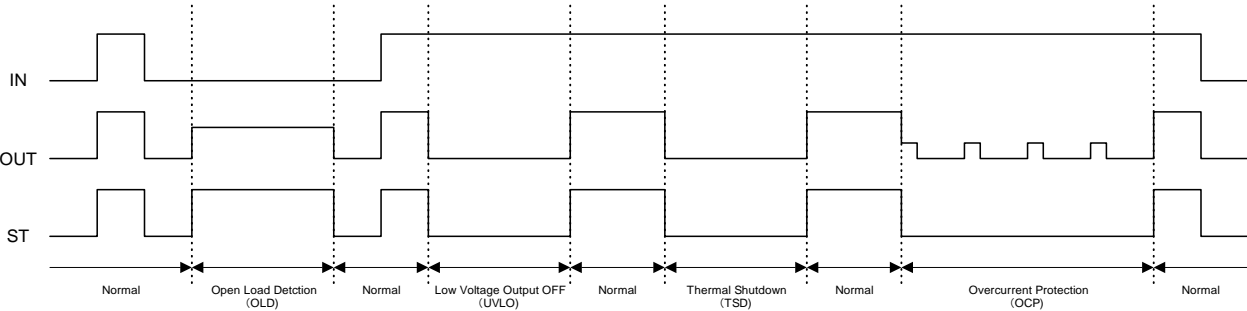 IN
OUT
ST
Normal
Open Load Detction
(OLD)
Normal
Low Voltage Output OFF
(UVLO)
Normal
Thermal Shutdown
(TSD)
Normal
Overcurrent Protection
(OCP)
Normal